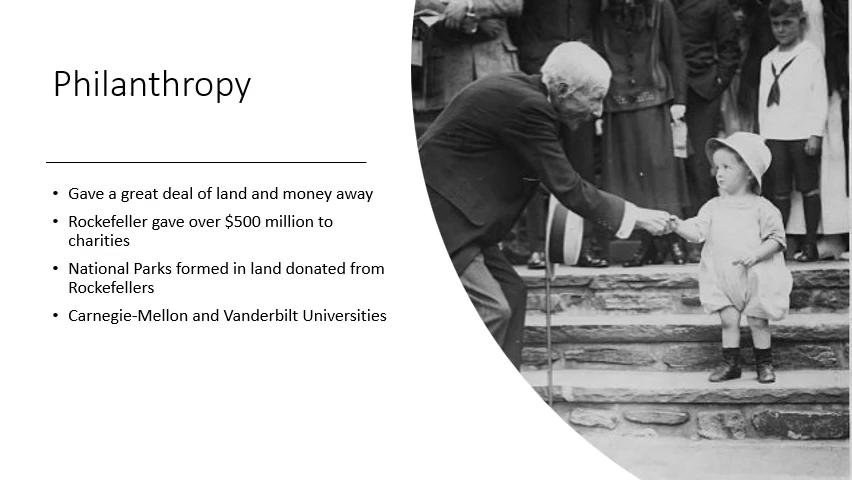 Philanthropy
• Gave a great deal of land and money away
• Rockefeller gave over $500 million to
charities
• National Parks formed in land donated from
Rockefellers
• Carnegie-Mellon and Vanderbilt Universities